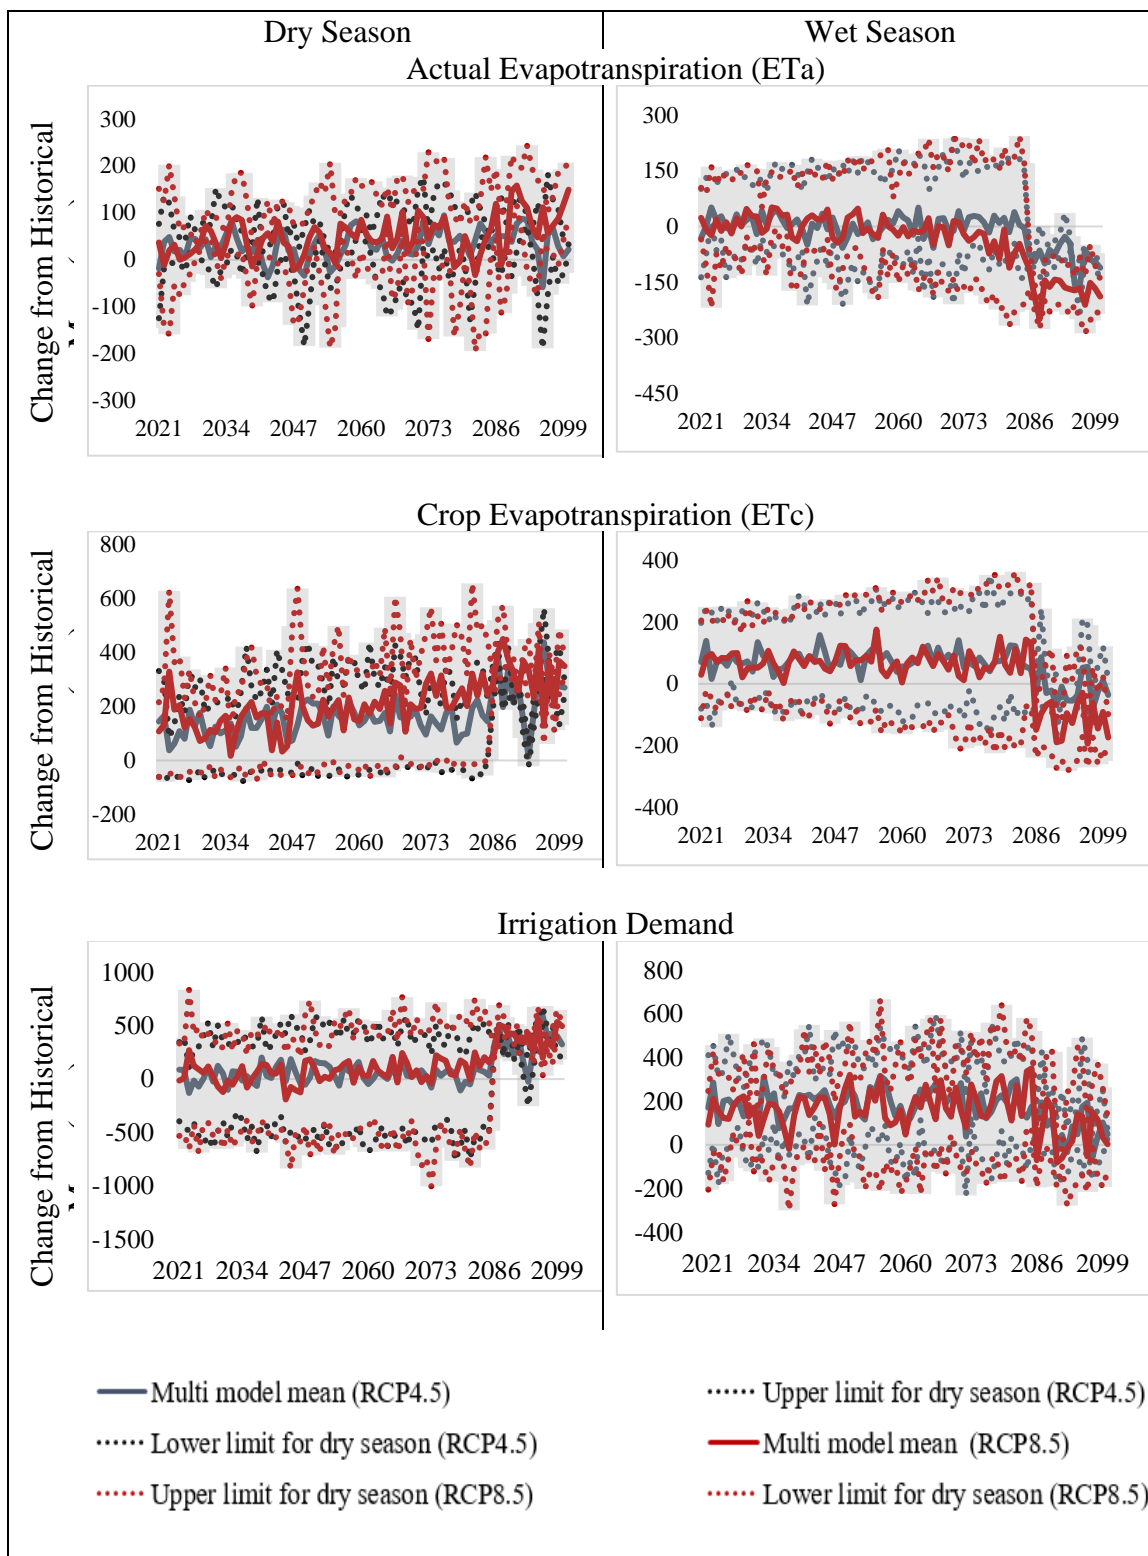 Dry Season
Wet Season
Actual Evapotranspiration (ETa)
Change from Historical
300
200
100
0
-100
-200
-300
2021 2034 2047 2060 2073 2086 2099
300
150
0
-150
-300
-450
2021 2034 2047 2060 2073 2086 2099
Crop Evapotranspiration (ETc)
Change from Historical
800
600
400
200
0
-200
2021 2034 2047 2060 2073 2086 2099
400
200
0
-200
-400
2021 2034 2047 2060 2073 2086 2099
Irrigation Demand
Change from Historical
1000
500
0
-500
-1000
-1500
2021 2034 2047 2060 2073 2086 2099
800
600
400
200
0
-200
-400
2021 2034 2047 2060 2073 2086 2099
Multi model mean (RCP4.5)
Upper limit for dry season (RCP4.5)
Lower limit for dry season (RCP4.5)
Multi model mean (RCP8.5)
Upper limit for dry season (RCP8.5)
Lower limit for dry season (RCP8.5)